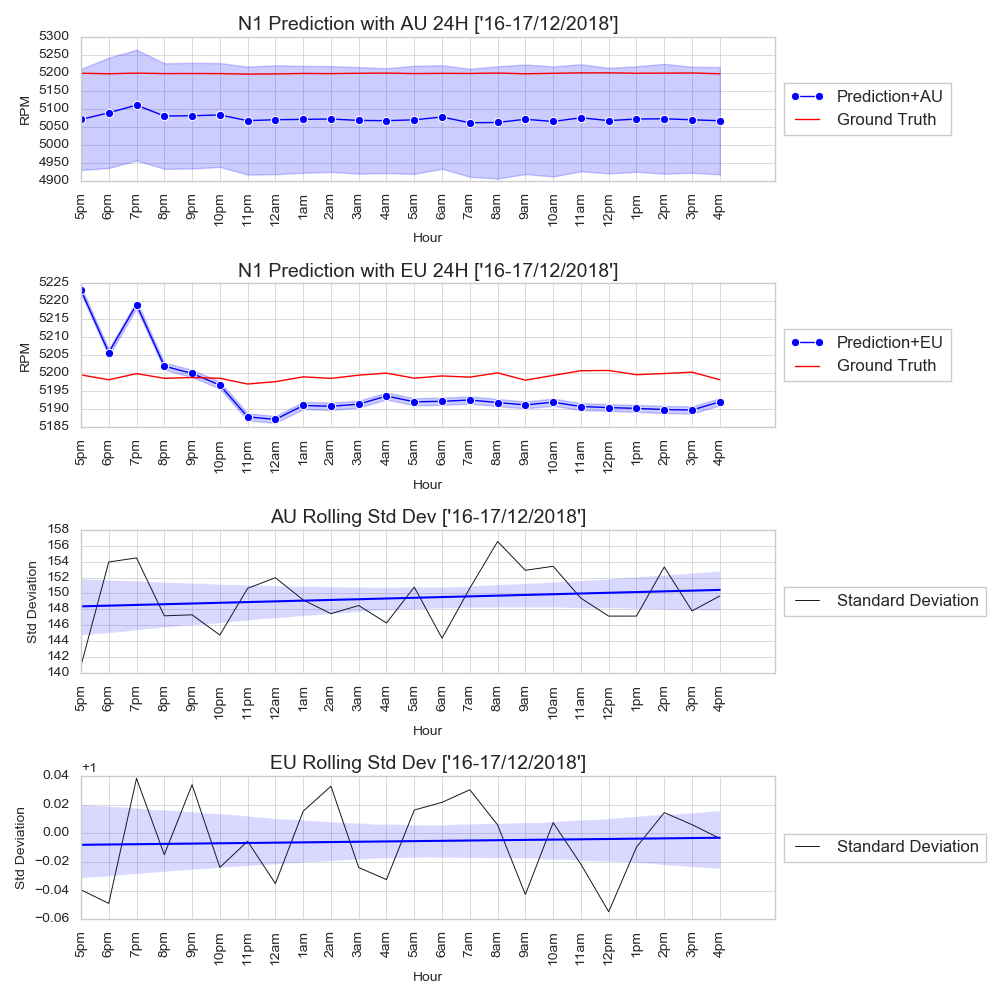 N1 Prediction with AU 24H ['16-17/12/2018']
5300
5250
5200
5150
5100
5050
5000
4950
4900
RPM
5pm 6pm 7pm 8pm 9pm 10pm 11pm 12am 1am 2am 3am 4am 5am 6am 7am 8am 9am 10am 11am 12pm 1pm 2pm 3pm 4pm
Hour
Prediction+AU
Ground Truth
N1 Prediction with EU 24H ['16-17/12/2018']
5225
5220
5215
5210
5205
5200
5195
5190
5185
RPM
5pm 6pm 7pm 8pm 9pm 10pm 11pm 12am 1am 2am 3am 4am 5am 6am 7am 8am 9am 10am 11am 12pm 1pm 2pm 3pm 4pm
Hour
Prediction+EU
Ground Truth
AU Rolling Std Dev ['16-17/12/2018']
158
156
154
152
150
148
146
144
142
140
Std Deviation
5pm 6pm 7pm 8pm 9pm 10pm 11pm 12am 1am 2am 3am 4am 5am 6am 7am 8am 9am 10am 11am 12pm 1pm 2pm 3pm 4pm
Hour
Standard Deviation
EU Rolling Std Dev ['16-17/12/2018']
+1
0.04
0.02
0.00
−0.02
−0.04
−0.06
Std Deviation
5pm 6pm 7pm 8pm 9pm 10pm 11pm 12am 1am 2am 3am 4am 5am 6am 7am 8am 9am 10am 11am 12pm 1pm 2pm 3pm 4pm
Hour
Standard Deviation